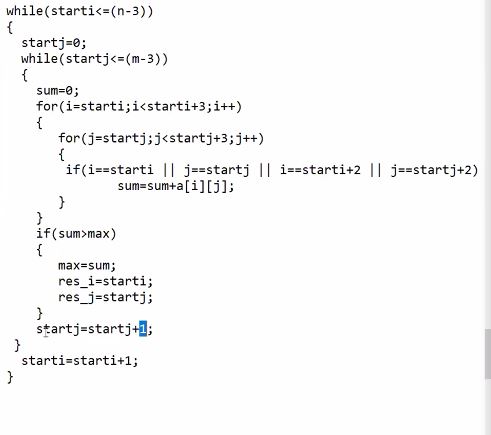 while(starti<=(n-3))
{
startj=0;
while(startj<=(m-3))
{
sum=0;
for(i=starti;i<starti+3;i++)
{
for(j=startj;j<startj+3;j++)
{
if(i==starti || j==startj || i==starti+2 || j==startj+2)
sum=sum+a[i][j];
}
}
if(sum>max)
{
max=sum;
res_i=starti;
res_j=startj;
}
startj=startj+1;
}
starti=starti+1;
}